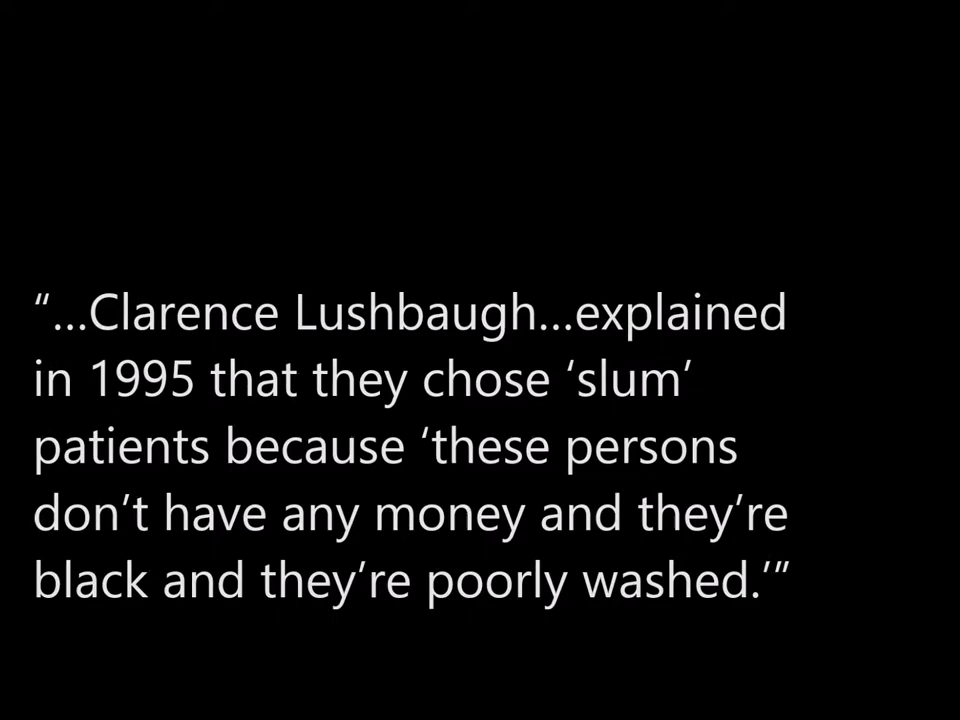 “…Clarence Lushbaugh…explained
in 1995 that they chose ‘slum’
patients because ‘these persons
don’t have any money and they’re
black and they’re poorly washed.’”